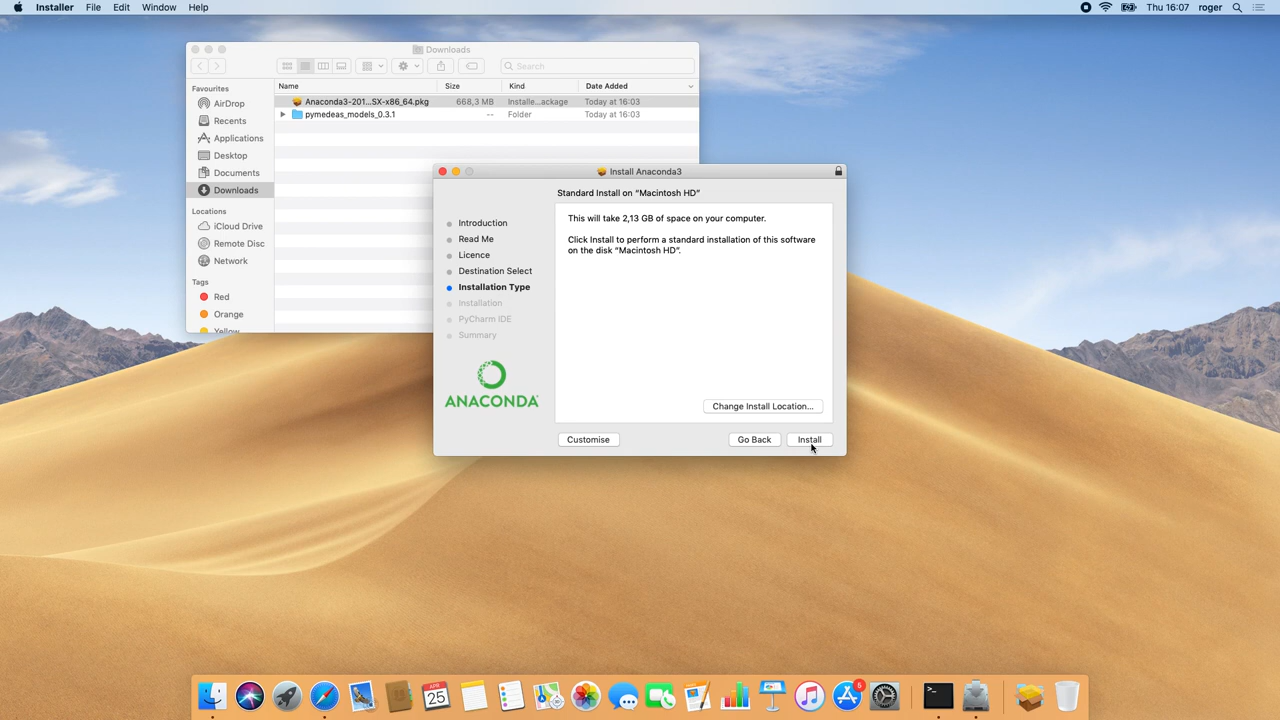 Installer File Edit Window Help Thu 16:07 roger
Downloads
Search
Favourites
AirDrop
Recents
Applications
Desktop
Documents
Downloads
Locations
iCloud Drive
Remote Disc
Network
Tags
Red
Orange
Yellow
Name Size Kind Date Added
Anaconda3-201...SX-x86_64.pkg 668,3 MB Installe...ackage Today at 16:03
pymedeas_models_0.3.1 -- Folder Today at 16:03
Install Anaconda3
Standard Install on “Macintosh HD”
Introduction
Read Me
Licence
Destination Select
Installation Type
Installation
PyCharm IDE
Summary
ANACONDA
This will take 2,13 GB of space on your computer.
Click Install to perform a standard installation of this software
on the disk “Macintosh HD”.
Change Install Location...
Customise Go Back Install
APR
25
5
>_